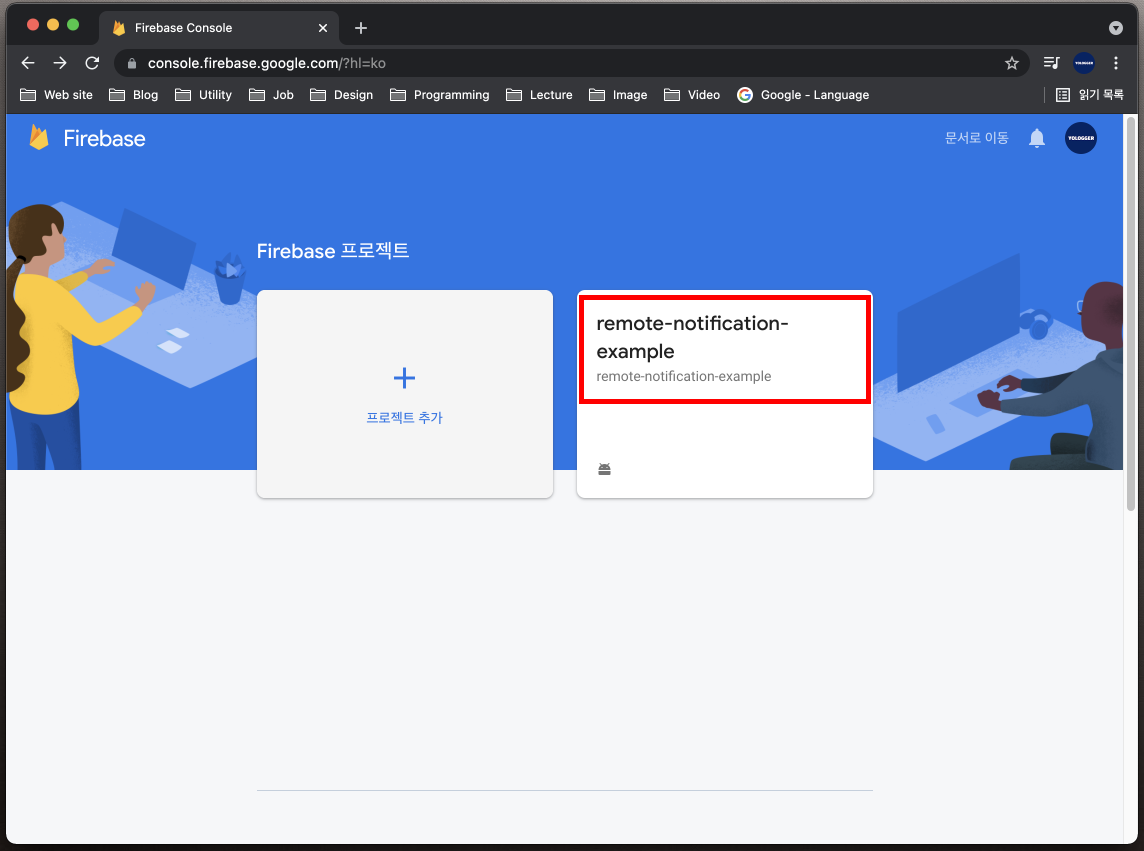 Firebase Console
console.firebase.google.com/?hl=ko
YOLOGGER
Web site
Blog
Utility
Job
Design
Programming
Lecture
Image
Video
Google - Language
읽기 목록
Firebase
문서로 이동
YOLOGGER
Firebase 프로젝트
프로젝트 추가
remote-notification-
example
remote-notification-example